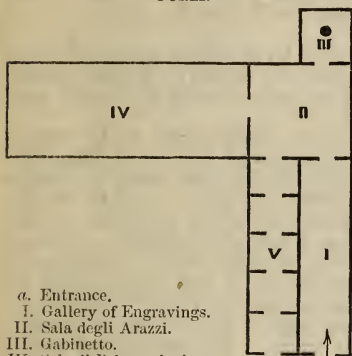 III
IV
II
V
I
a. Entrance.
I. Gallery of Engravings.
II. Sala degli Arazzi.
III. Gabinetto.